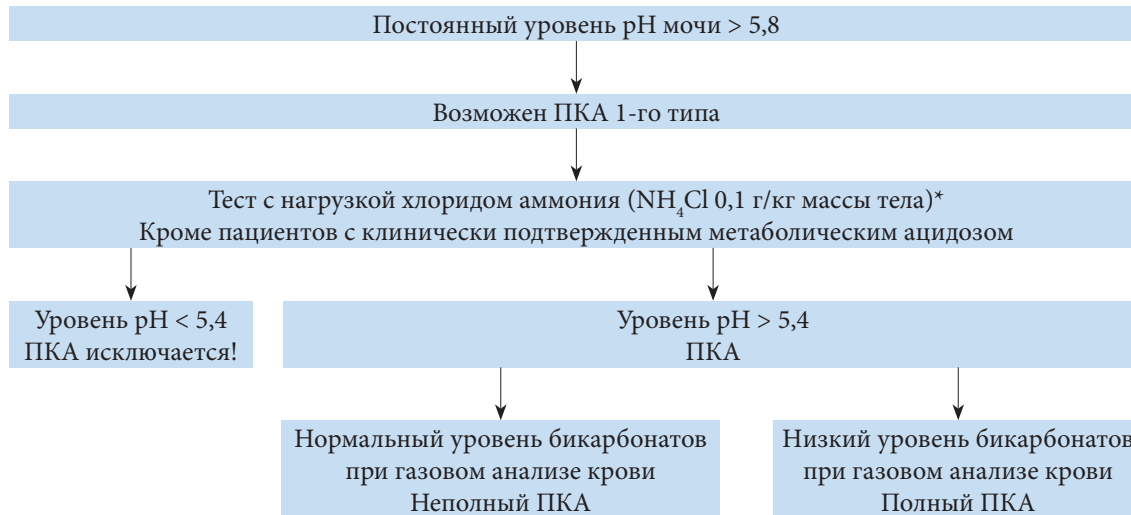 Постоянный уровень pH мочи > 5,8
Возможен ПКА 1-го типа
Тест с нагрузкой хлоридом аммония (NH₄Cl 0,1 г/кг массы тела)*
Кроме пациентов с клинически подтвержденным метаболическим ацидозом
Уровень pH < 5,4
ПКА исключается!
Уровень pH > 5,4
ПКА
Нормальный уровень бикарбонатов
при газовом анализе крови
Неполный ПКА
Низкий уровень бикарбонатов
при газовом анализе крови
Полный ПКА